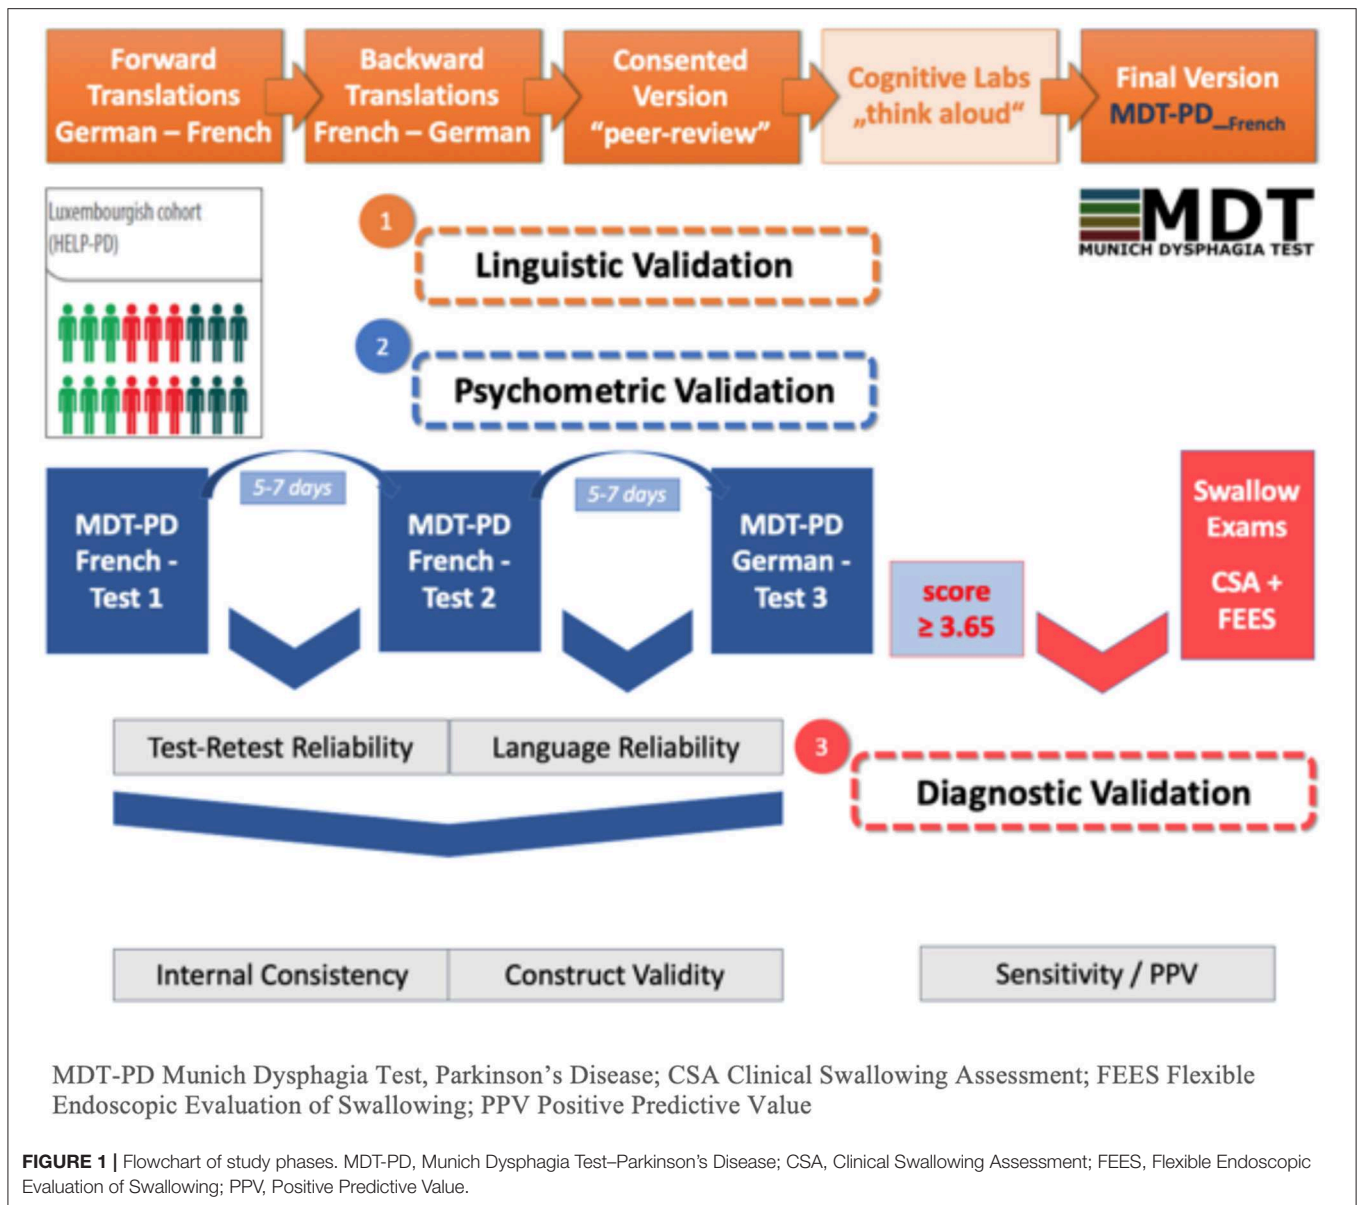 Forward
Translations
German – French
Backward
Translations
French – German
Consented
Version
“peer-review”
Cognitive Labs
„think aloud“
Final Version
MDT-PD_French
Luxembourgish cohort
(HELP-PD)
MDT
MUNICH DYSPHAGIA TEST
1
Linguistic Validation
2
Psychometric Validation
MDT-PD
French -
Test 1
5-7 days
MDT-PD
French -
Test 2
5-7 days
MDT-PD
German -
Test 3
score
≥ 3.65
Swallow
Exams
CSA +
FEES
Test-Retest Reliability
Language Reliability
3
Diagnostic Validation
Internal Consistency
Construct Validity
Sensitivity / PPV
MDT-PD Munich Dysphagia Test, Parkinson’s Disease; CSA Clinical Swallowing Assessment; FEES Flexible
Endoscopic Evaluation of Swallowing; PPV Positive Predictive Value
FIGURE 1 | Flowchart of study phases. MDT-PD, Munich Dysphagia Test–Parkinson’s Disease; CSA, Clinical Swallowing Assessment; FEES, Flexible Endoscopic
Evaluation of Swallowing; PPV, Positive Predictive Value.